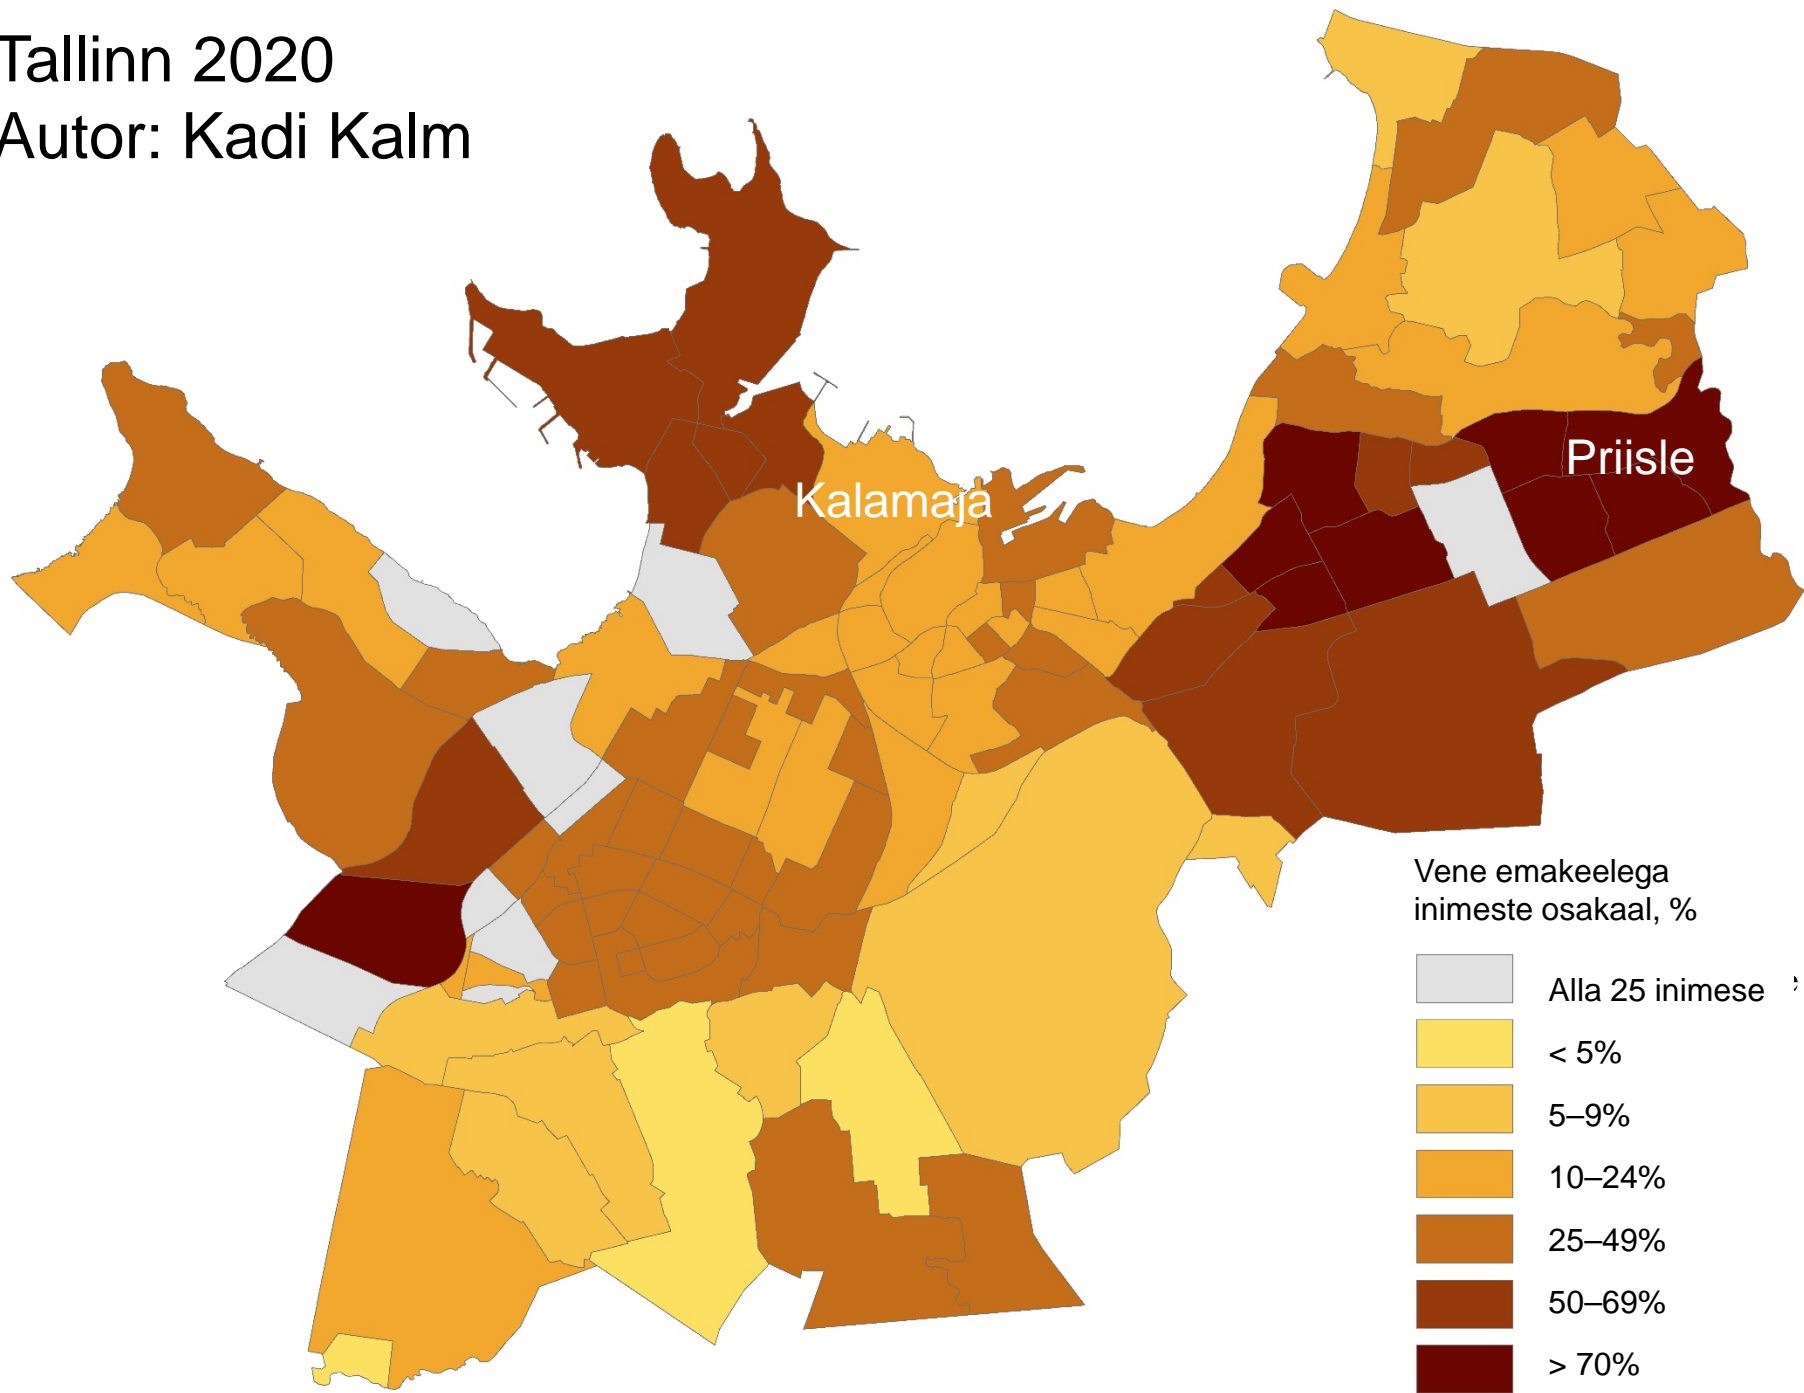 Tallinn 2020
Autor: Kadi Kalm
Kalamaja
Priisle
Vene emakeelega
inimeste osakaal, %
Alla 25 inimese
< 5%
5–9%
10–24%
25–49%
50–69%
> 70%